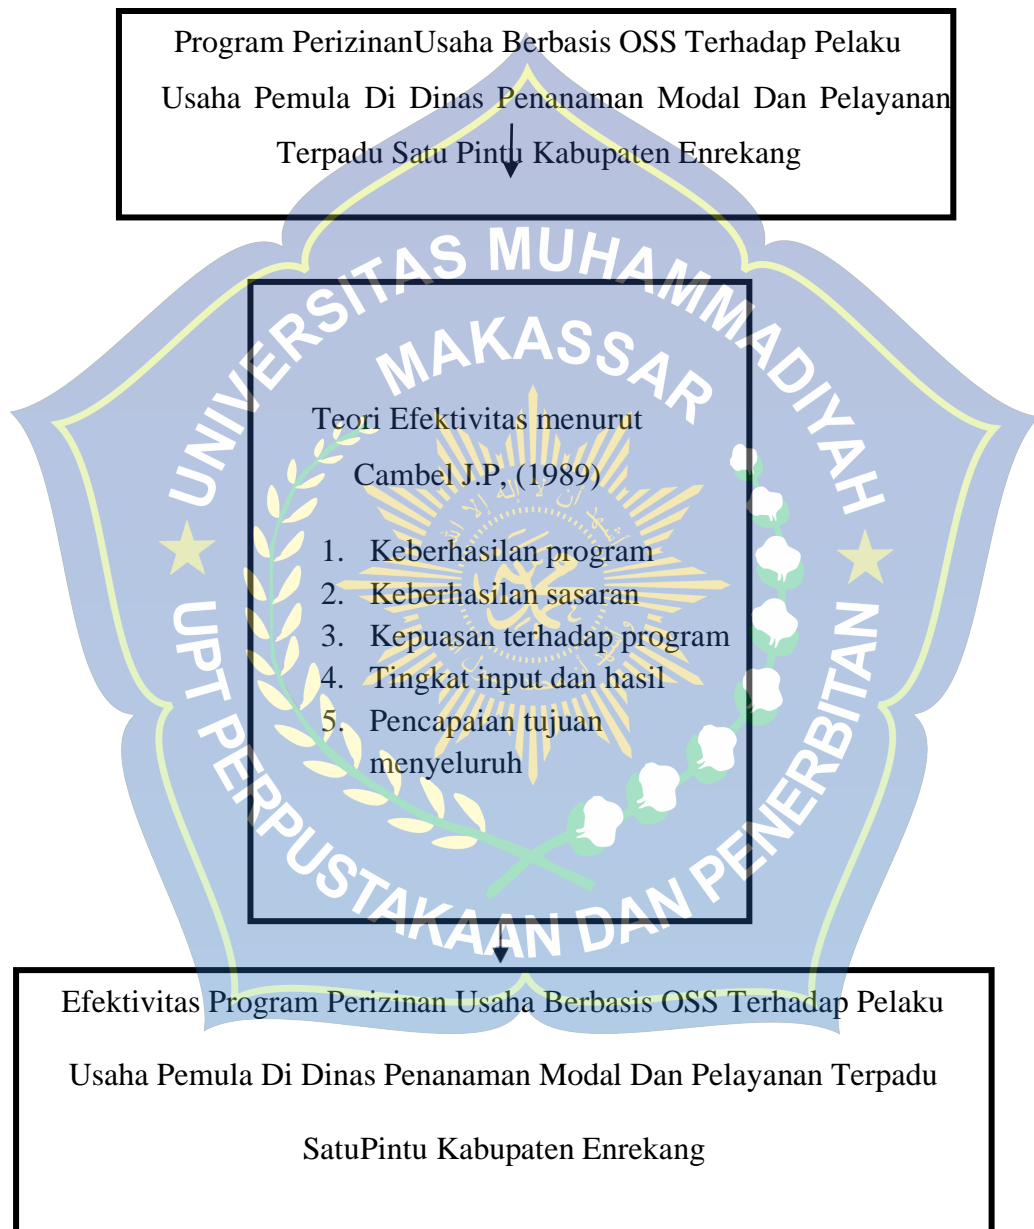 Program PerizinanUsaha Berbasis OSS Terhadap Pelaku
Usaha Pemula Di Dinas Penanaman Modal Dan Pelayanan
Terpadu Satu Pintu Kabupaten Enrekang
UNIVERSITAS MUHAMMADIYAH
MAKASSAR
Teori Efektivitas menurut
Cambel J.P, (1989)
1. Keberhasilan program
2. Keberhasilan sasaran
3. Kepuasan terhadap program
4. Tingkat input dan hasil
5. Pencapaian tujuan
menyeluruh
UPT PERPUSTAKAAN DAN PENERBITAN
Efektivitas Program Perizinan Usaha Berbasis OSS Terhadap Pelaku
Usaha Pemula Di Dinas Penanaman Modal Dan Pelayanan Terpadu
SatuPintu Kabupaten Enrekang